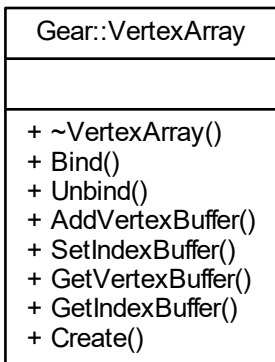 Gear::VertexArray
+ ~VertexArray()
+ Bind()
+ Unbind()
+ AddVertexBuffer()
+ SetIndexBuffer()
+ GetVertexBuffer()
+ GetIndexBuffer()
+ Create()